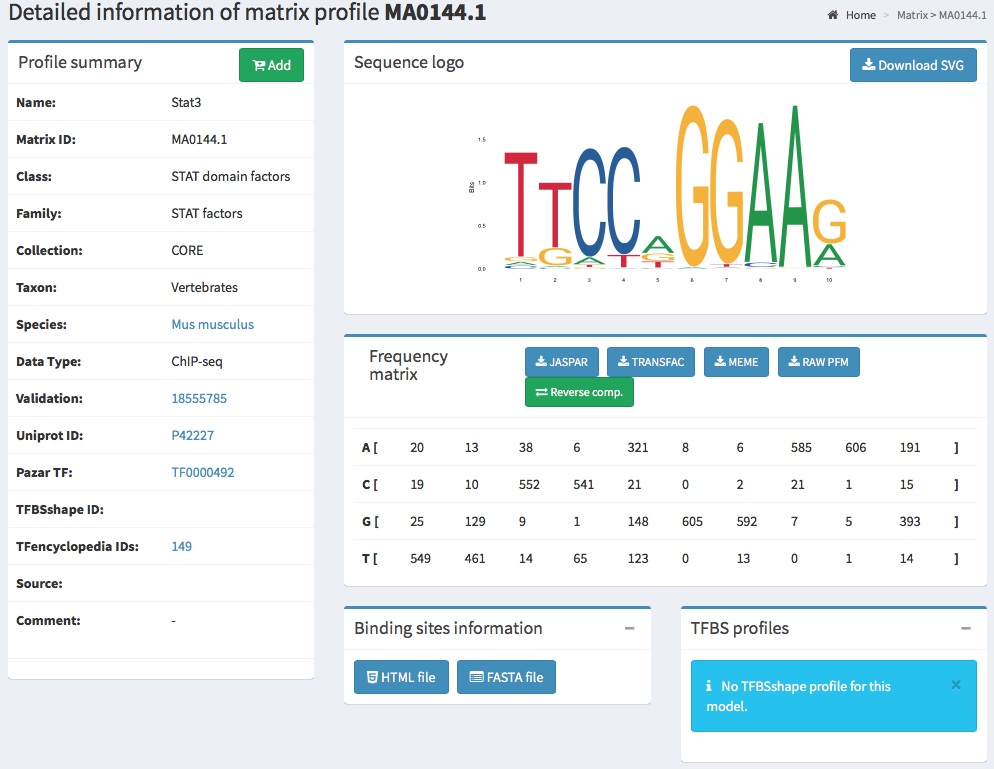 Detailed information of matrix profile MA0144.1
Home > Matrix > MA0144.1
Profile summary
Add
Name: Stat3
Matrix ID: MA0144.1
Class: STAT domain factors
Family: STAT factors
Collection: CORE
Taxon: Vertebrates
Species: Mus musculus
Data Type: ChIP-seq
Validation: 18555785
Uniprot ID: P42227
Pazar TF: TF0000492
TFBSshape ID:
TFencyclopedia IDs: 149
Source:
Comment: -
Sequence logo
Download SVG
Bits
1.5
1.0
0.5
0.0
TTCCAGGAAG
GGATGA
1 2 3 4 5 6 7 8 9 10
Frequency
matrix
JASPAR TRANSFAC MEME RAW PFM
Reverse comp.
A [ 20 13 38 6 321 8 6 585 606 191 ]
C [ 19 10 552 541 21 0 2 21 1 15 ]
G [ 25 129 9 1 148 605 592 7 5 393 ]
T [ 549 461 14 65 123 0 13 0 1 14 ]
Binding sites information
HTML file FASTA file
TFBS profiles
No TFBSshape profile for this
model.